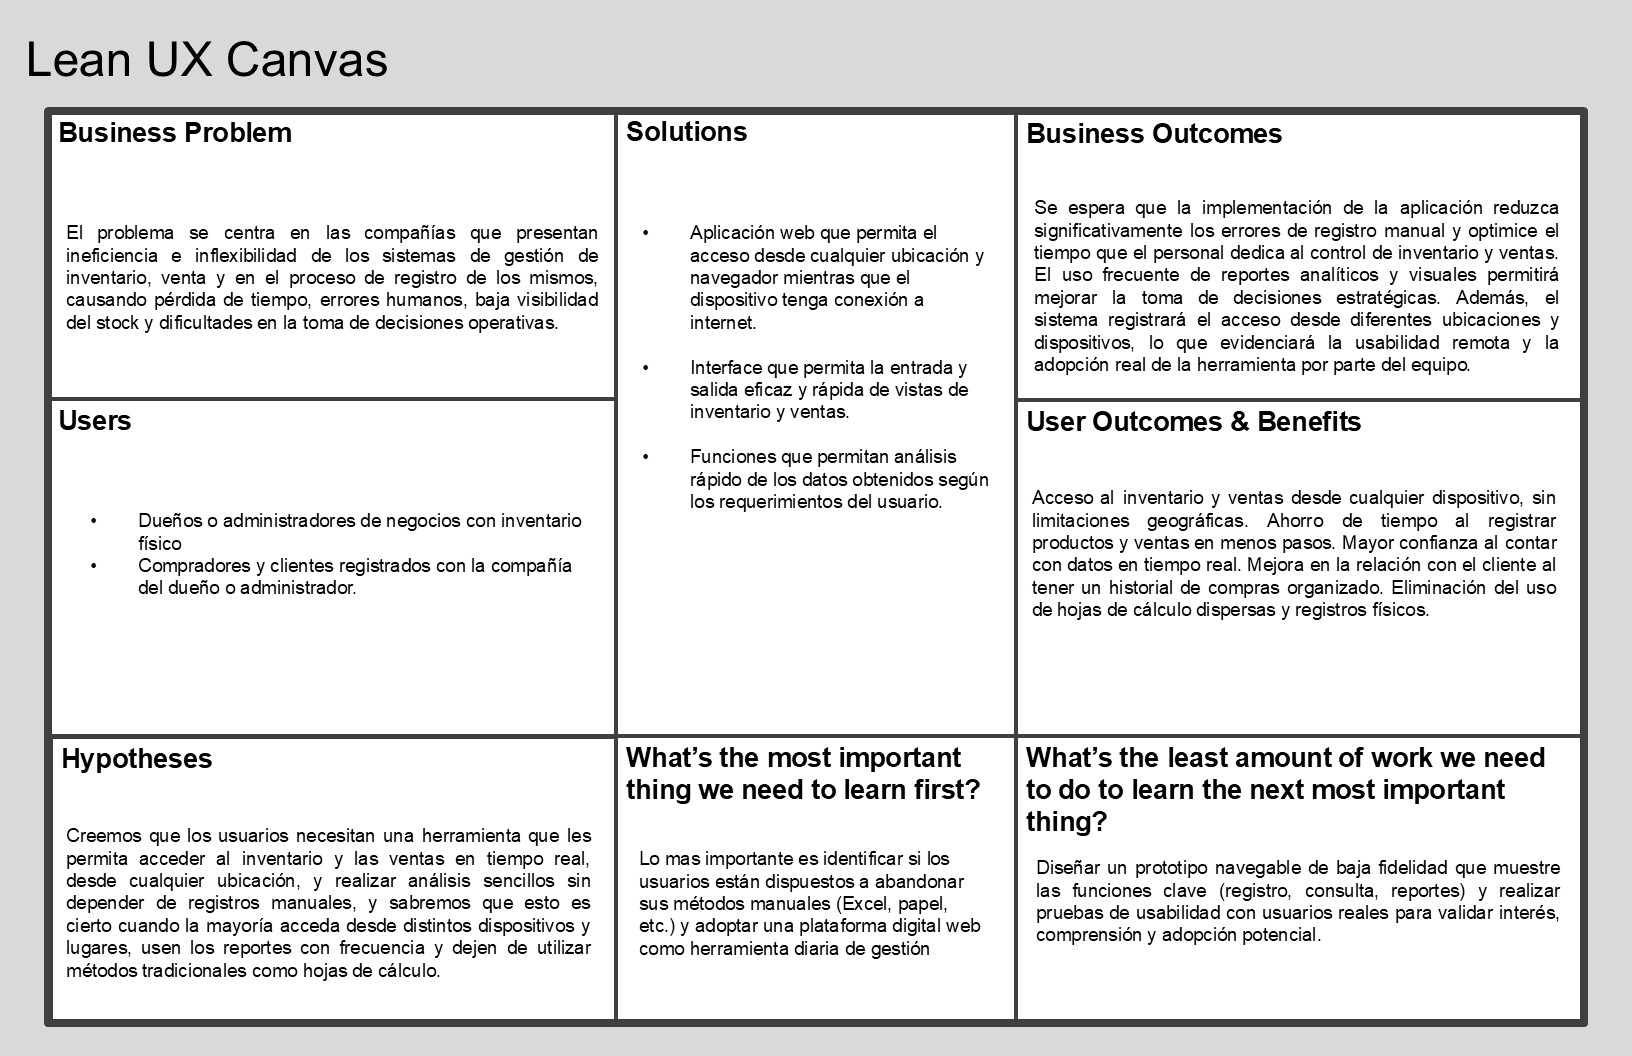 Lean UX Canvas
Business Problem
El problema se centra en las compañías que presentan
ineficiencia e inflexibilidad de los sistemas de gestión de
inventario, venta y en el proceso de registro de los mismos,
causando pérdida de tiempo, errores humanos, baja visibilidad
del stock y dificultades en la toma de decisiones operativas.
Users
• Dueños o administradores de negocios con inventario
físico
• Compradores y clientes registrados con la compañía
del dueño o administrador.
Solutions
• Aplicación web que permita el
acceso desde cualquier ubicación y
navegador mientras que el
dispositivo tenga conexión a
internet.
• Interface que permita la entrada y
salida eficaz y rápida de vistas de
inventario y ventas.
• Funciones que permitan análisis
rápido de los datos obtenidos según
los requerimientos del usuario.
Business Outcomes
Se espera que la implementación de la aplicación reduzca
significativamente los errores de registro manual y optimice el
tiempo que el personal dedica al control de inventario y ventas.
El uso frecuente de reportes analíticos y visuales permitirá
mejorar la toma de decisiones estratégicas. Además, el
sistema registrará el acceso desde diferentes ubicaciones y
dispositivos, lo que evidenciará la usabilidad remota y la
adopción real de la herramienta por parte del equipo.
User Outcomes & Benefits
Acceso al inventario y ventas desde cualquier dispositivo, sin
limitaciones geográficas. Ahorro de tiempo al registrar
productos y ventas en menos pasos. Mayor confianza al contar
con datos en tiempo real. Mejora en la relación con el cliente al
tener un historial de compras organizado. Eliminación del uso
de hojas de cálculo dispersas y registros físicos.
Hypotheses
Creemos que los usuarios necesitan una herramienta que les
permita acceder al inventario y las ventas en tiempo real,
desde cualquier ubicación, y realizar análisis sencillos sin
depender de registros manuales, y sabremos que esto es
cierto cuando la mayoría acceda desde distintos dispositivos y
lugares, usen los reportes con frecuencia y dejen de utilizar
métodos tradicionales como hojas de cálculo.
What’s the most important
thing we need to learn first?
Lo mas importante es identificar si los
usuarios están dispuestos a abandonar
sus métodos manuales (Excel, papel,
etc.) y adoptar una plataforma digital web
como herramienta diaria de gestión
What’s the least amount of work we need
to do to learn the next most important
thing?
Diseñar un prototipo navegable de baja fidelidad que muestre
las funciones clave (registro, consulta, reportes) y realizar
pruebas de usabilidad con usuarios reales para validar interés,
comprensión y adopción potencial.